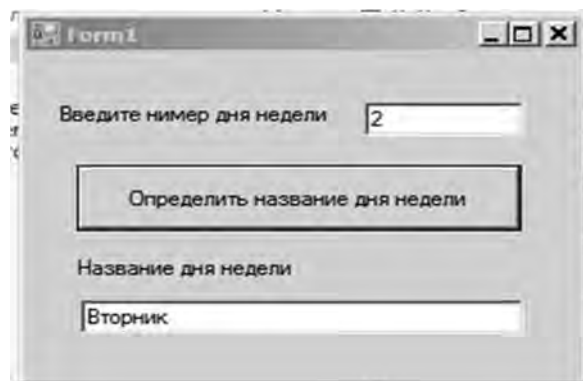 Form1
Введите нимер дня недели
2
Определить название дня недели
Название дня недели
Вторник